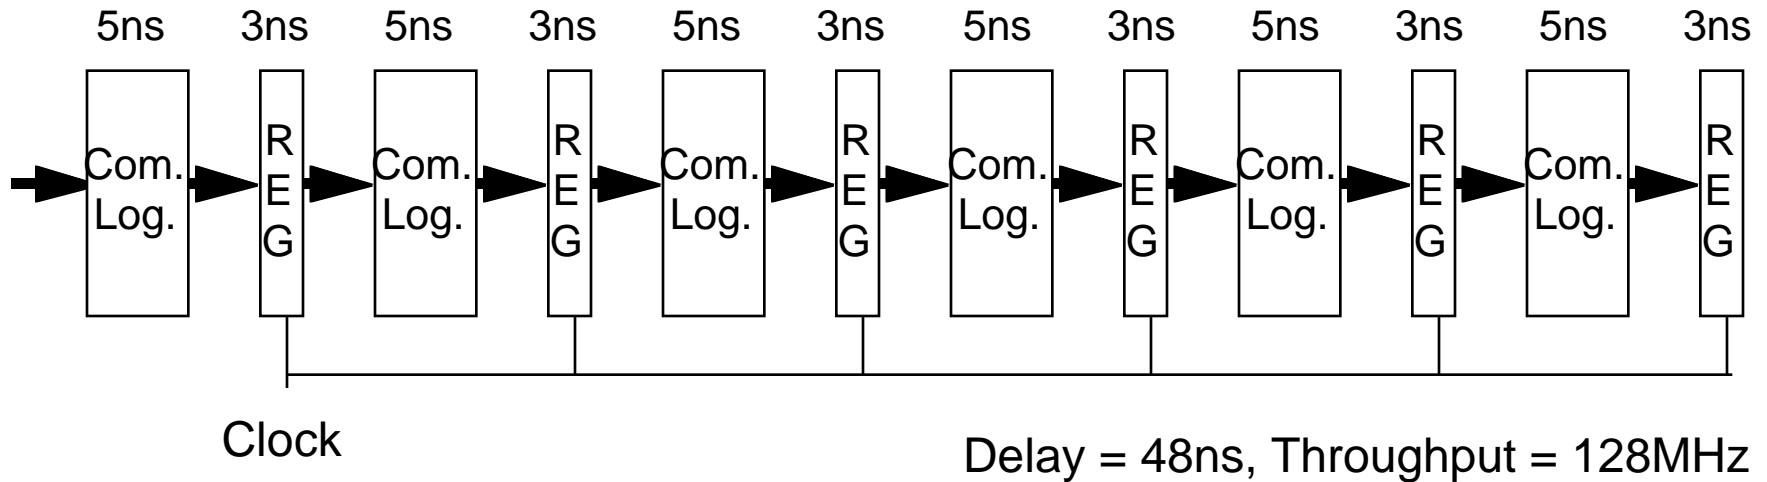 5ns 3ns 5ns 3ns 5ns 3ns 5ns 3ns 5ns 3ns 5ns 3ns
Com.
Log.
R
E
G
Com.
Log.
R
E
G
Com.
Log.
R
E
G
Com.
Log.
R
E
G
Com.
Log.
R
E
G
Com.
Log.
R
E
G
Clock
Delay = 48ns, Throughput = 128MHz